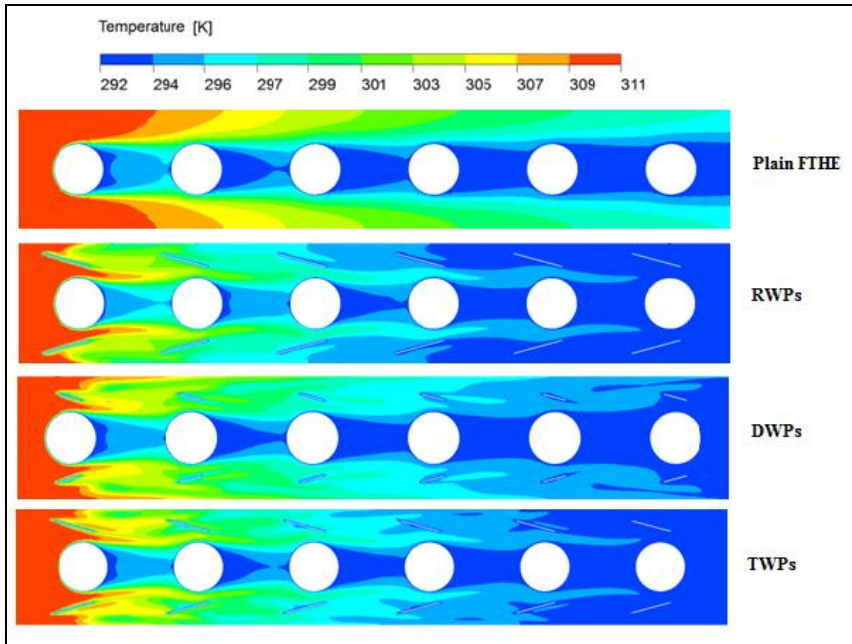 Temperature [K]
292 294 296 297 299 301 303 305 307 309 311
Plain FTHE
RWPs
DWPs
TWPs